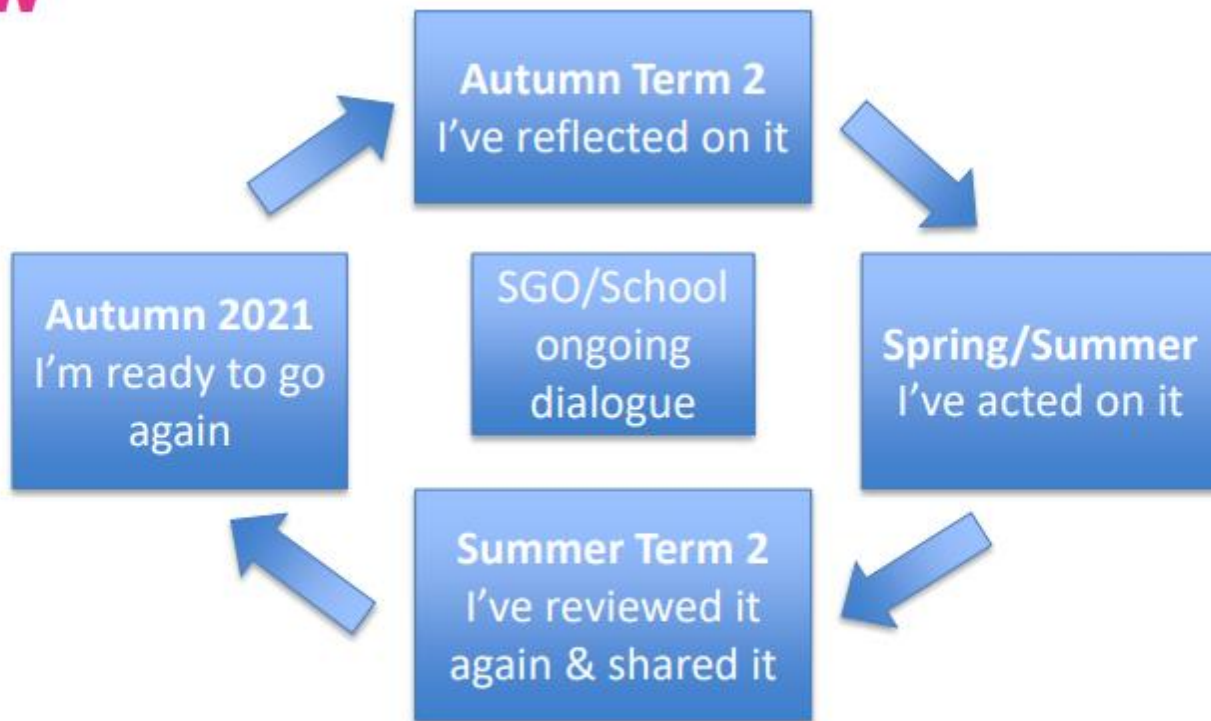 Autumn Term 2
I've reflected on it
Autumn 2021
I'm ready to go
again
SGO/School
ongoing
dialogue
Spring/Summer
I've acted on it
Summer Term 2
I've reviewed it
again & shared it